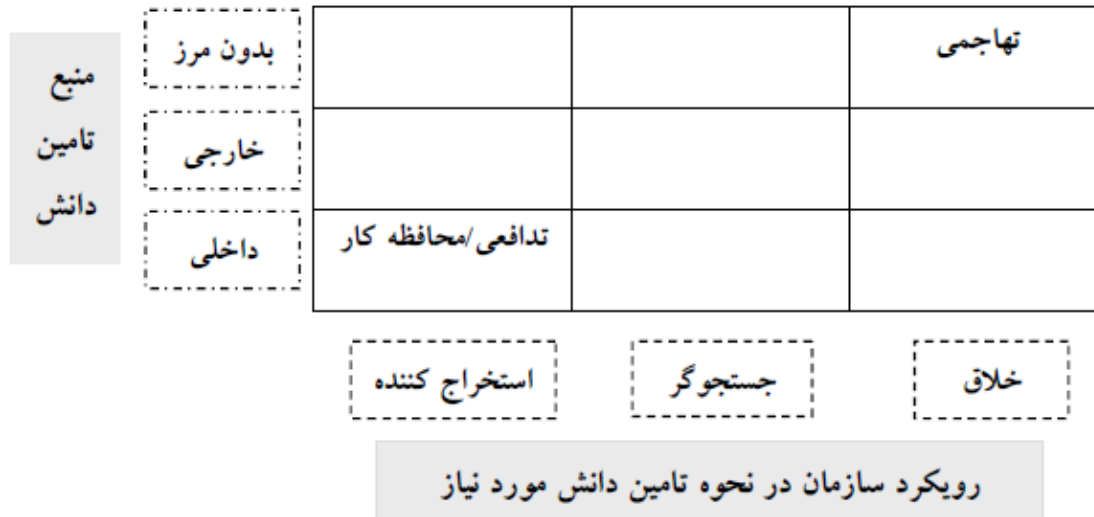 منبع
تامین
دانش
بدون مرز
تهاجمی
خارجی
داخلی
تدافعی/محافظه کار
استخراج کننده
جستجوگر
خلاق
رویکرد سازمان در نحوه تامین دانش مورد نیاز